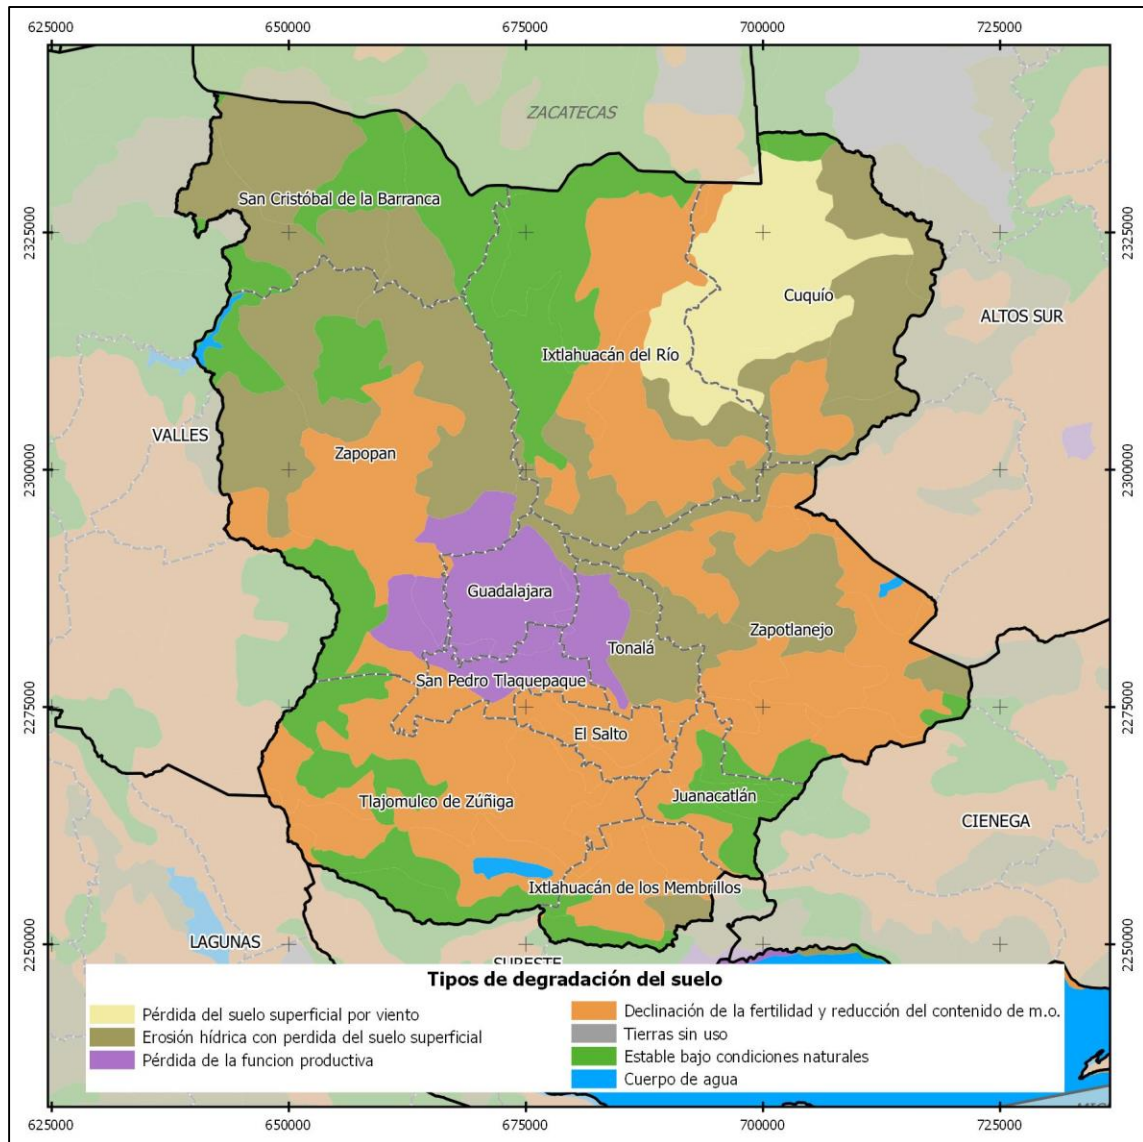 625000 650000 675000 700000 725000
ZACATECAS
San Cristóbal de la Barranca
2325000 2325000
Cuquío
ALTOS SUR
Ixtlahuacán del Río
VALLES
Zapopan
2300000 2300000
Guadalajara
Zapotlanejo
Tonalá
San Pedro Tlaquepaque
2275000 2275000
El Salto
Juanacatlán
Tlajomulco de Zúñiga
CIENEGA
Ixtlahuacán de los Membrillos
LAGUNAS
2250000 2250000
SURESTE
Tipos de degradación del suelo
Pérdida del suelo superficial por viento
Erosión hídrica con perdida del suelo superficial
Pérdida de la funcion productiva
Declinación de la fertilidad y reducción del contenido de m.o.
Tierras sin uso
Estable bajo condiciones naturales
Cuerpo de agua
625000 650000 675000 700000 725000